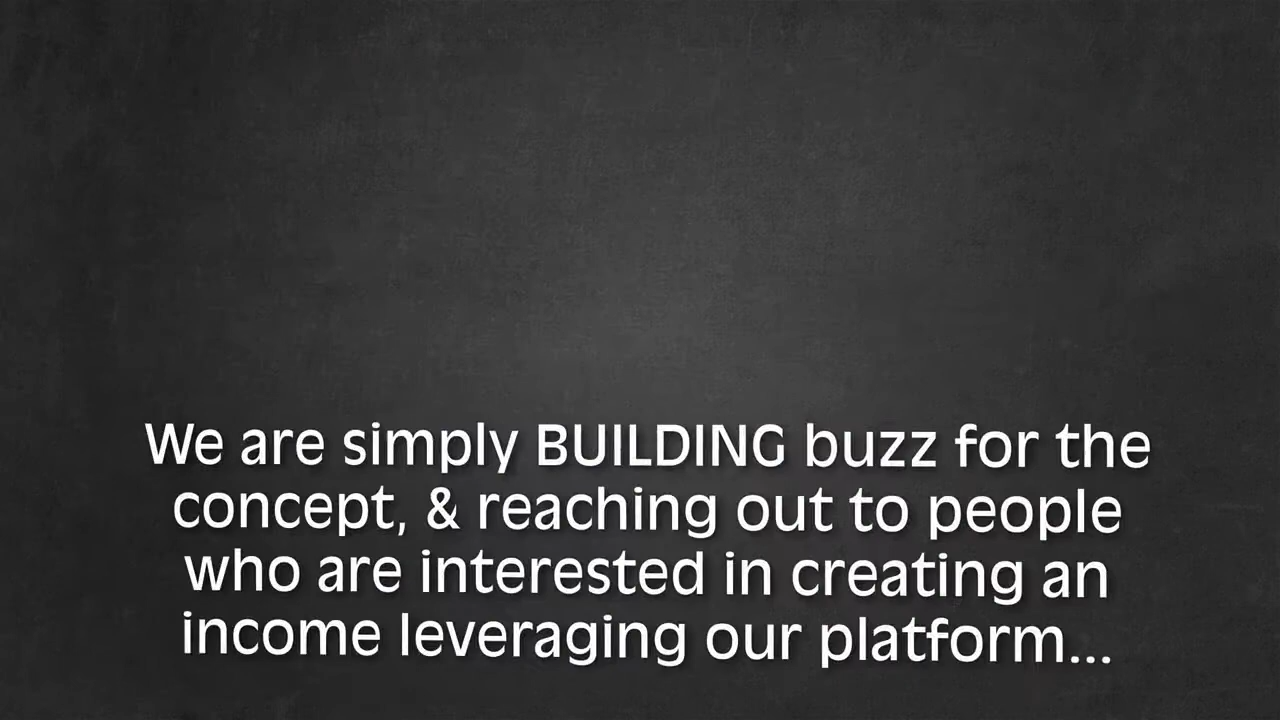 We are simply BUILDING buzz for the
concept, & reaching out to people
who are interested in creating an
income leveraging our platform...